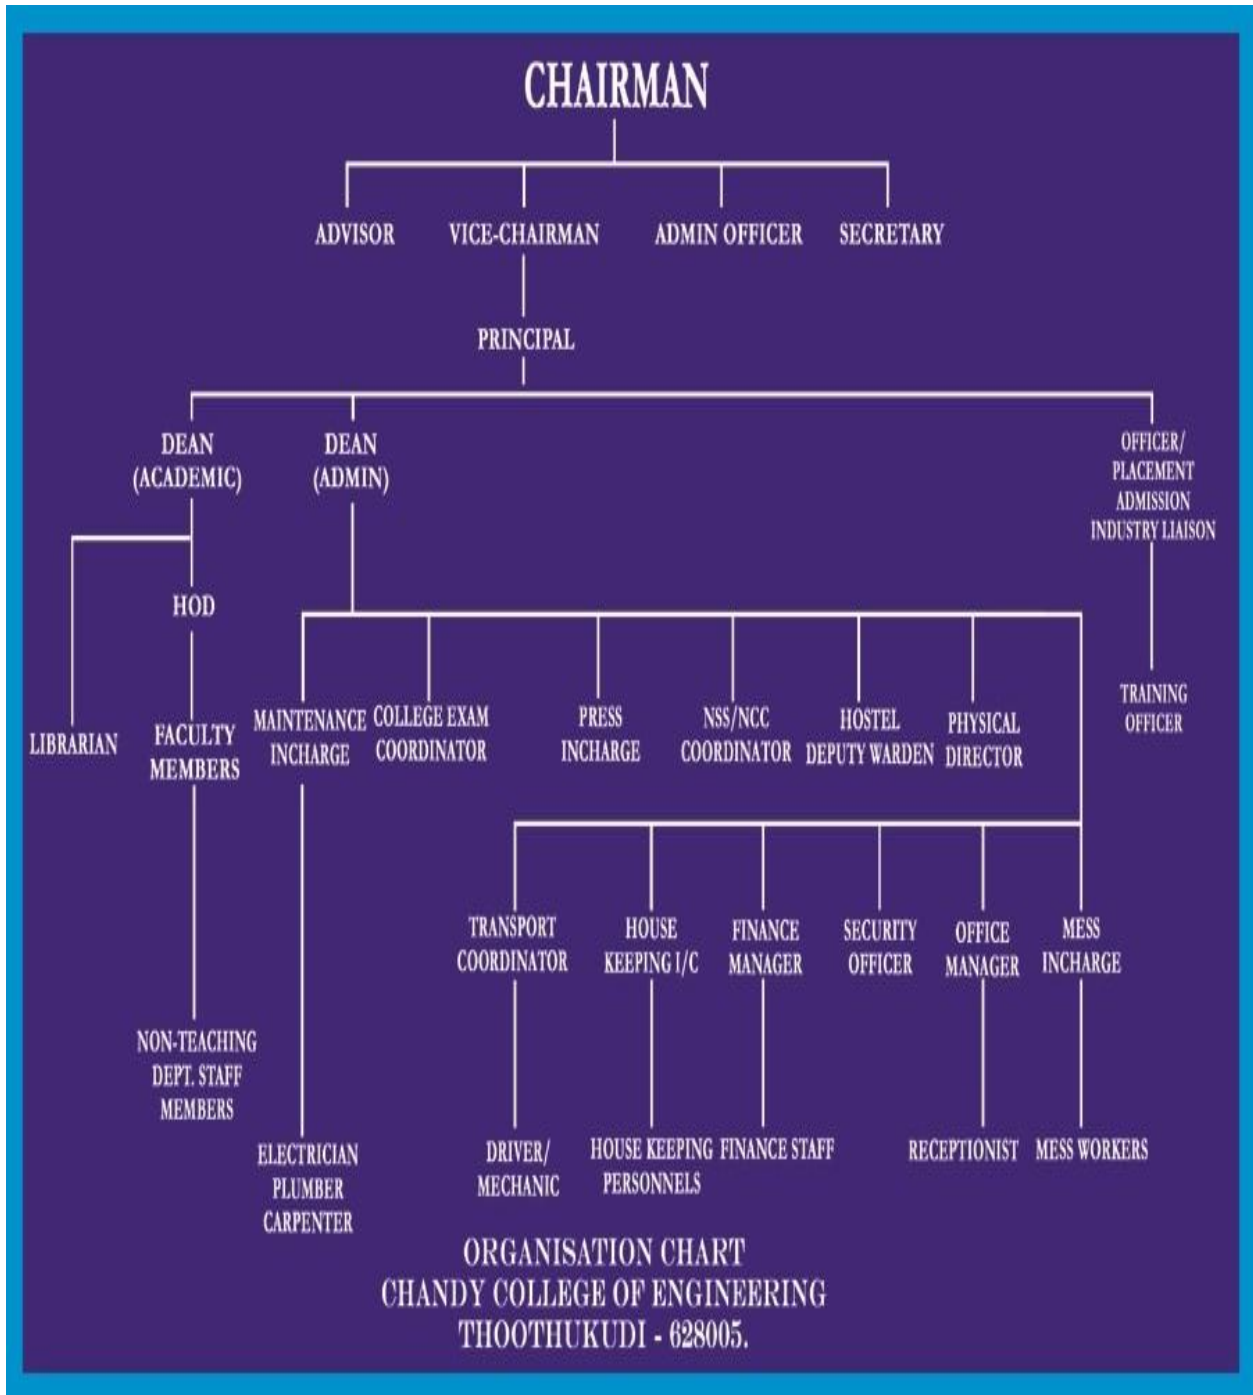 CHAIRMAN
ADVISOR
VICE-CHAIRMAN
ADMIN OFFICER
SECRETARY
PRINCIPAL
DEAN
(ACADEMIC)
DEAN
(ADMIN)
OFFICER/
PLACEMENT
ADMISSION
INDUSTRY LIAISON
HOD
LIBRARIAN
FACULTY
MEMBERS
MAINTENANCE
INCHARGE
COLLEGE EXAM
COORDINATOR
PRESS
INCHARGE
NSS/NCC
COORDINATOR
HOSTEL
DEPUTY WARDEN
PHYSICAL
DIRECTOR
TRAINING
OFFICER
TRANSPORT
COORDINATOR
HOUSE
KEEPING I/C
FINANCE
MANAGER
SECURITY
OFFICER
OFFICE
MANAGER
MESS
INCHARGE
NON-TEACHING
DEPT. STAFF
MEMBERS
ELECTRICIAN
PLUMBER
CARPENTER
DRIVER/
MECHANIC
HOUSE KEEPING
PERSONNELS
FINANCE STAFF
RECEPTIONIST
MESS WORKERS
ORGANISATION CHART
CHANDY COLLEGE OF ENGINEERING
THOOTHUKUDI - 628005.